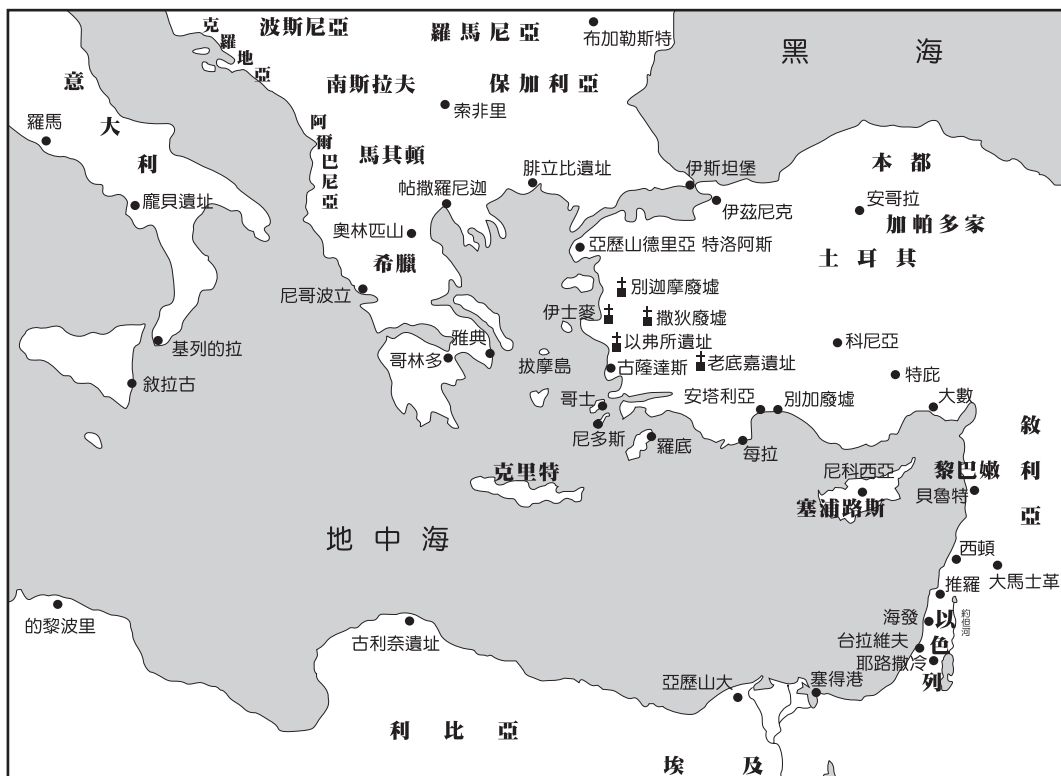 克羅地亞
波斯尼亞
羅馬尼亞
布加勒斯特
黑海
意大利
南斯拉夫
保加利亞
索非里
羅馬
阿爾巴尼亞
馬其頓
腓立比遺址
伊斯坦堡
本都
龐貝遺址
帖撒羅尼迦
伊茲尼克
安哥拉
加帕多家
奧林匹山
亞歷山德里亞 特洛阿斯
土耳其
希臘
尼哥波立
別迦摩廢墟
伊士麥
撒狄廢墟
基列的拉
雅典
以弗所遺址
科尼亞
哥林多
拔摩島
古薩達斯
老底嘉遺址
特庇
敘拉古
哥士
安塔利亞
別加廢墟
大數
尼多斯
羅底
每拉
敘利亞
克里特
尼科西亞
黎巴嫩
貝魯特
塞浦路斯
地中海
西頓
大馬士革
推羅
的黎波里
古利奈遺址
海發
以色列
約但河
台拉維夫
耶路撒冷
亞歷山大
塞得港
利比亞
埃及